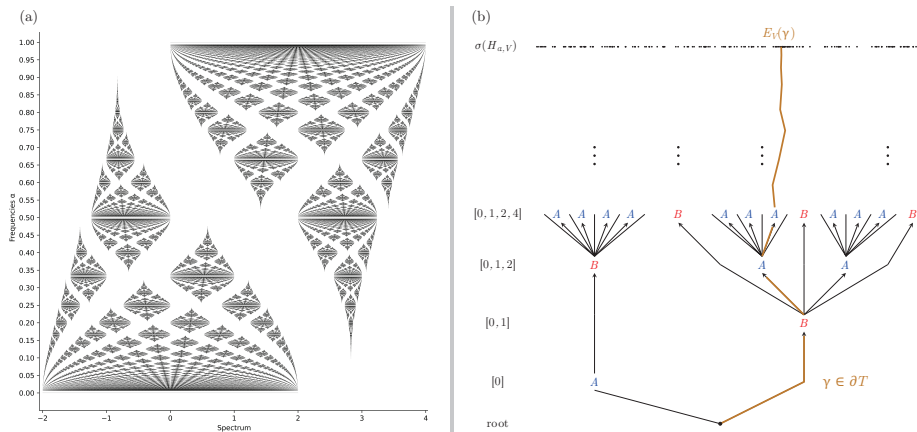 (a)
1.00
0.95
0.90
0.85
0.80
0.75
0.70
0.65
0.60
0.55
0.50
0.45
0.40
0.35
0.30
0.25
0.20
0.15
0.10
0.05
0.00
Frequencies α
−2 −1 0 1 2 3 4
Spectrum
(b)
E_V(γ)
σ(H_{α,V})
[0, 1, 2, 4] A A A A B A A A A B A A A A B
[0, 1, 2] B A A
[0, 1] B
[0] A γ ∈ ∂T
root